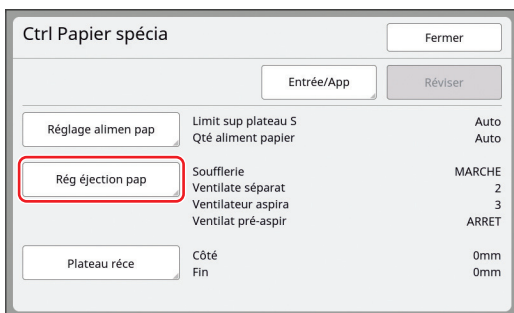 Ctrl Papier spécia
Fermer
Entrée/App
Réviser
Réglage alimen pap
Limit sup plateau S Auto
Qté aliment papier Auto
Rég éjection pap
Soufflerie MARCHE
Ventilate séparat 2
Ventilateur aspira 3
Ventilat pré-aspir ARRET
Plateau réce
Côté 0mm
Fin 0mm